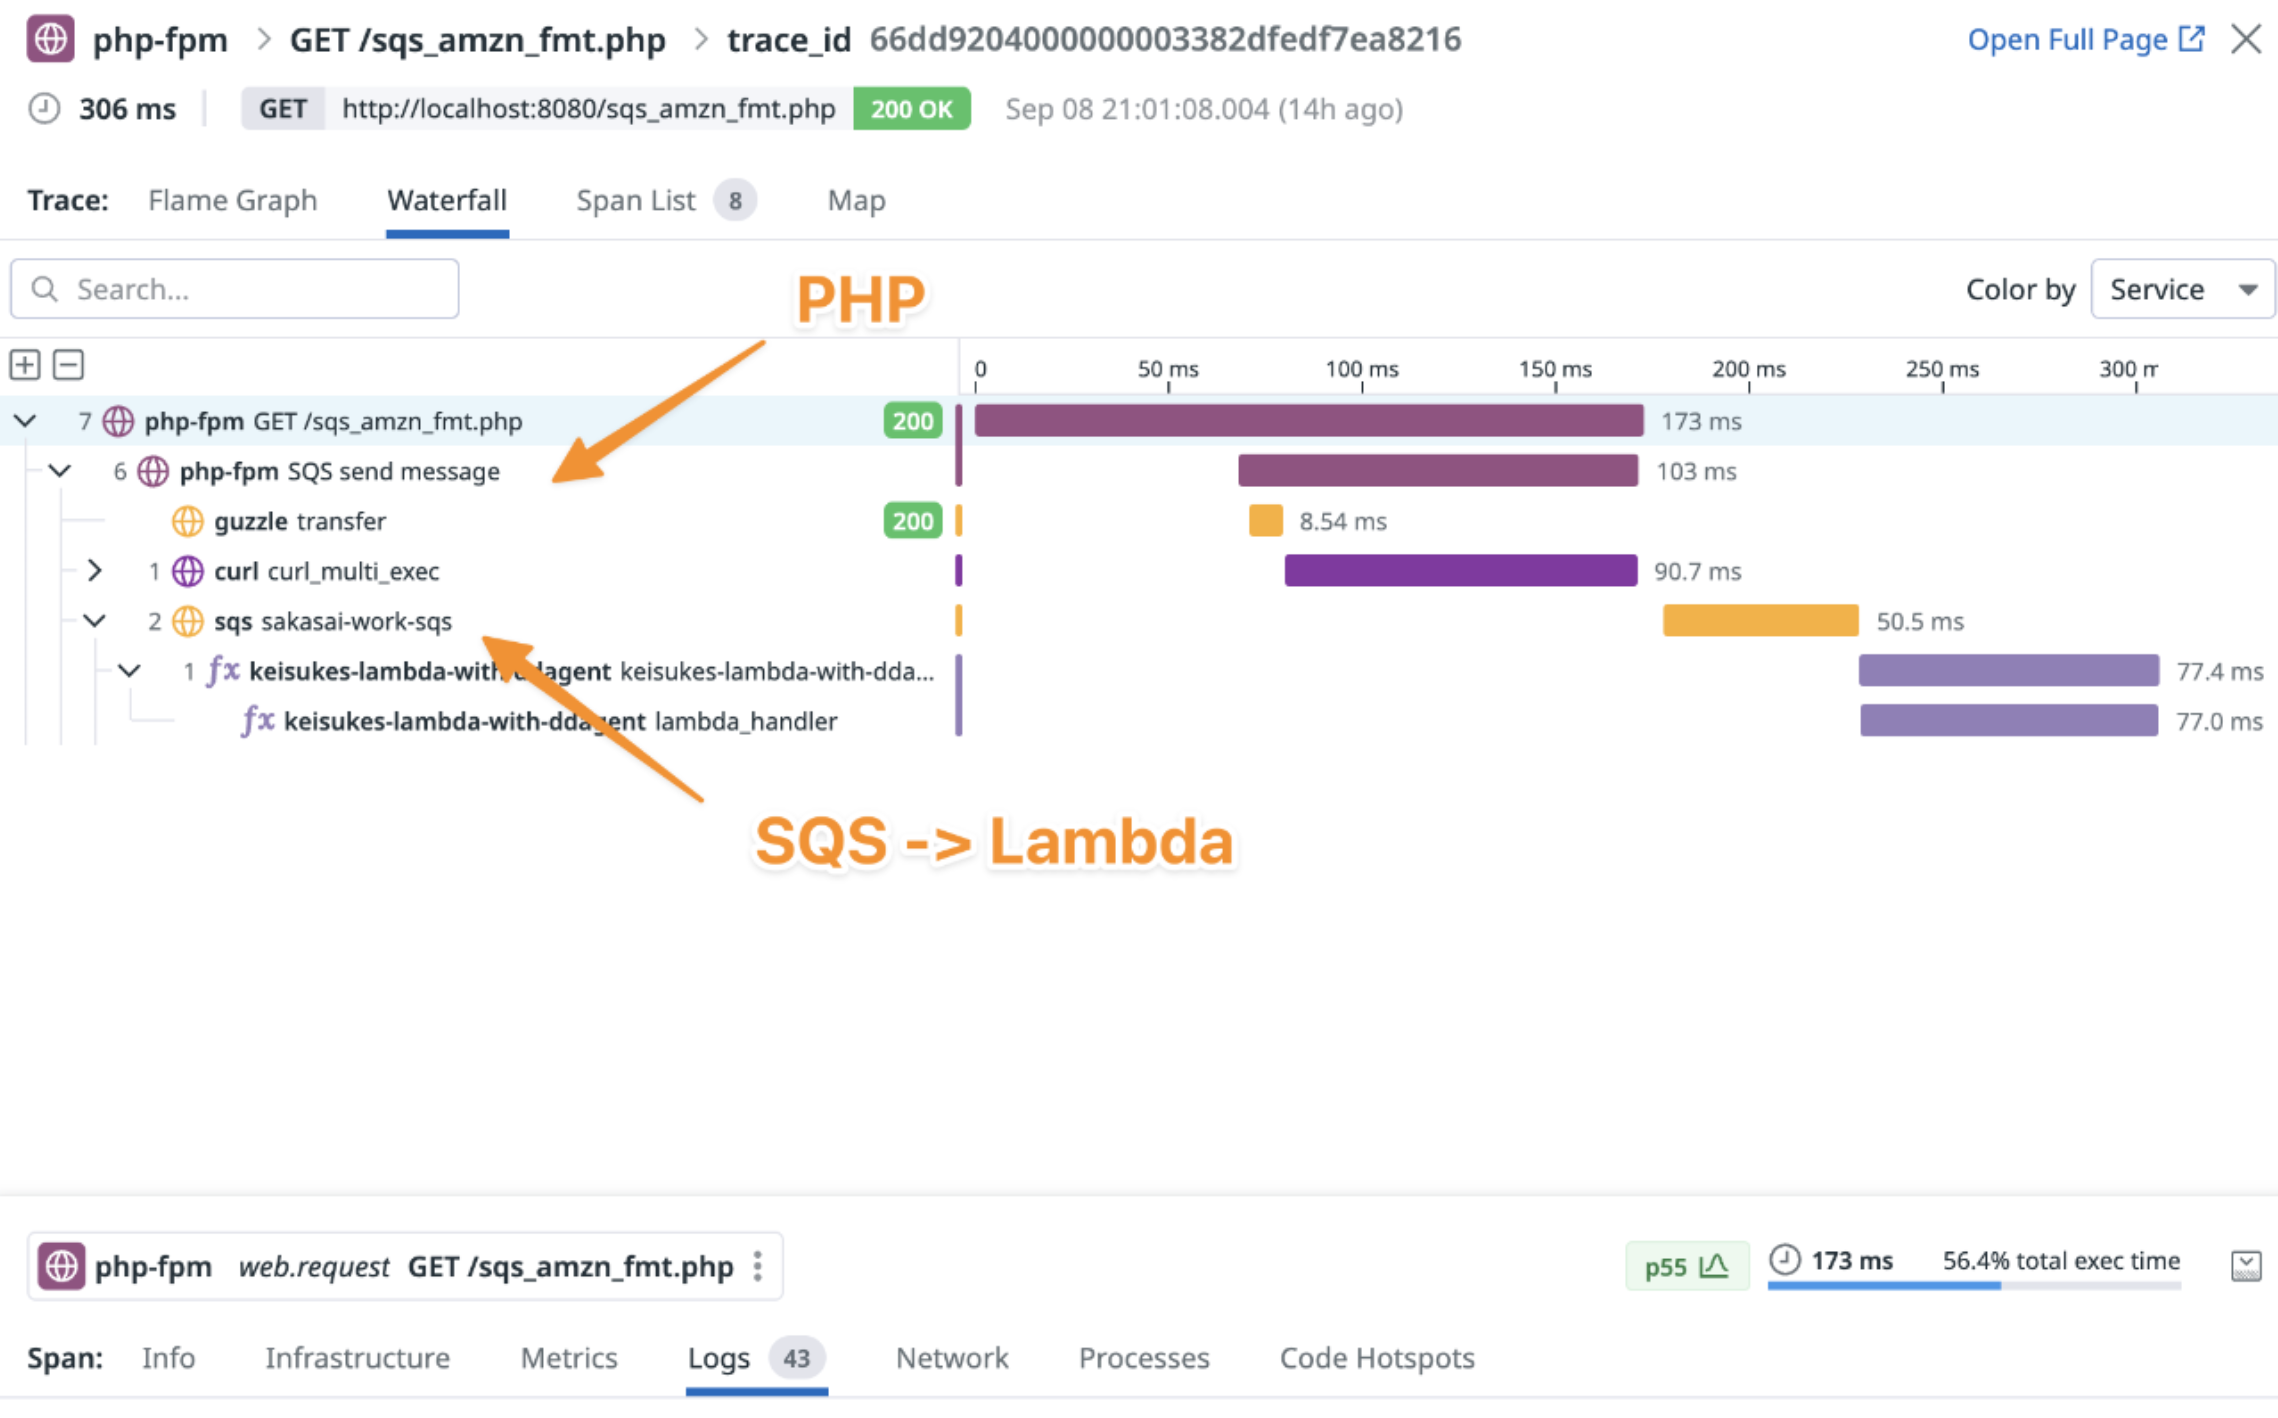 php-fpm > GET /sqs_amzn_fmt.php > trace_id 66dd9204000000003382dfedf7ea8216 Open Full Page
306 ms GET http://localhost:8080/sqs_amzn_fmt.php 200 OK Sep 08 21:01:08.004 (14h ago)
Trace: Flame Graph Waterfall Span List 8 Map
Search... Color by Service
PHP
0 50 ms 100 ms 150 ms 200 ms 250 ms 300 m
7 php-fpm GET /sqs_amzn_fmt.php 200 173 ms
6 php-fpm SQS send message 103 ms
guzzle transfer 200 8.54 ms
1 curl curl_multi_exec 90.7 ms
2 sqs sakasai-work-sqs 50.5 ms
1 fx keisukes-lambda-with-ddagent keisukes-lambda-with-dda... 77.4 ms
fx keisukes-lambda-with-ddagent lambda_handler 77.0 ms
SQS -> Lambda
php-fpm web.request GET /sqs_amzn_fmt.php p55 173 ms 56.4% total exec time
Span: Info Infrastructure Metrics Logs 43 Network Processes Code Hotspots